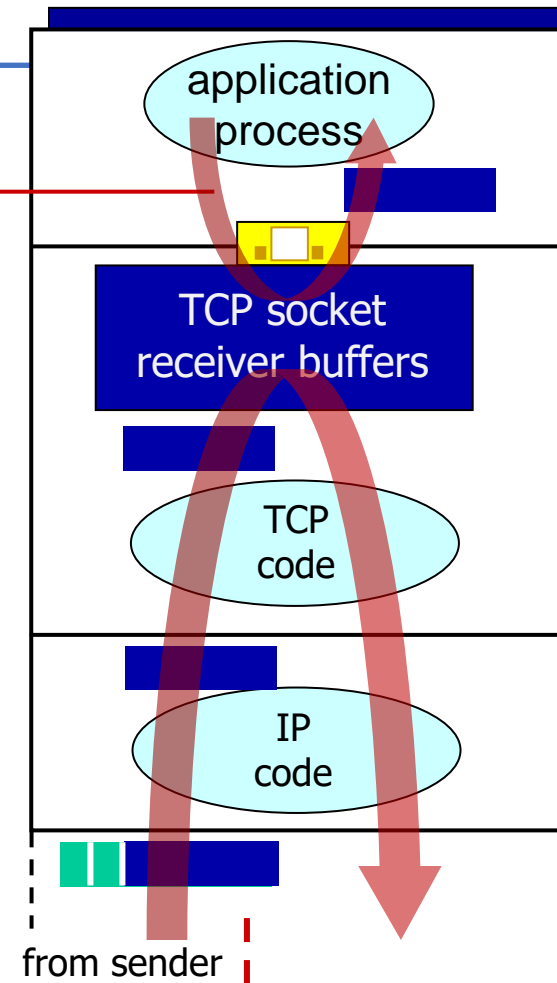 application
process
TCP socket
receiver buffers
TCP
code
IP
code
from sender